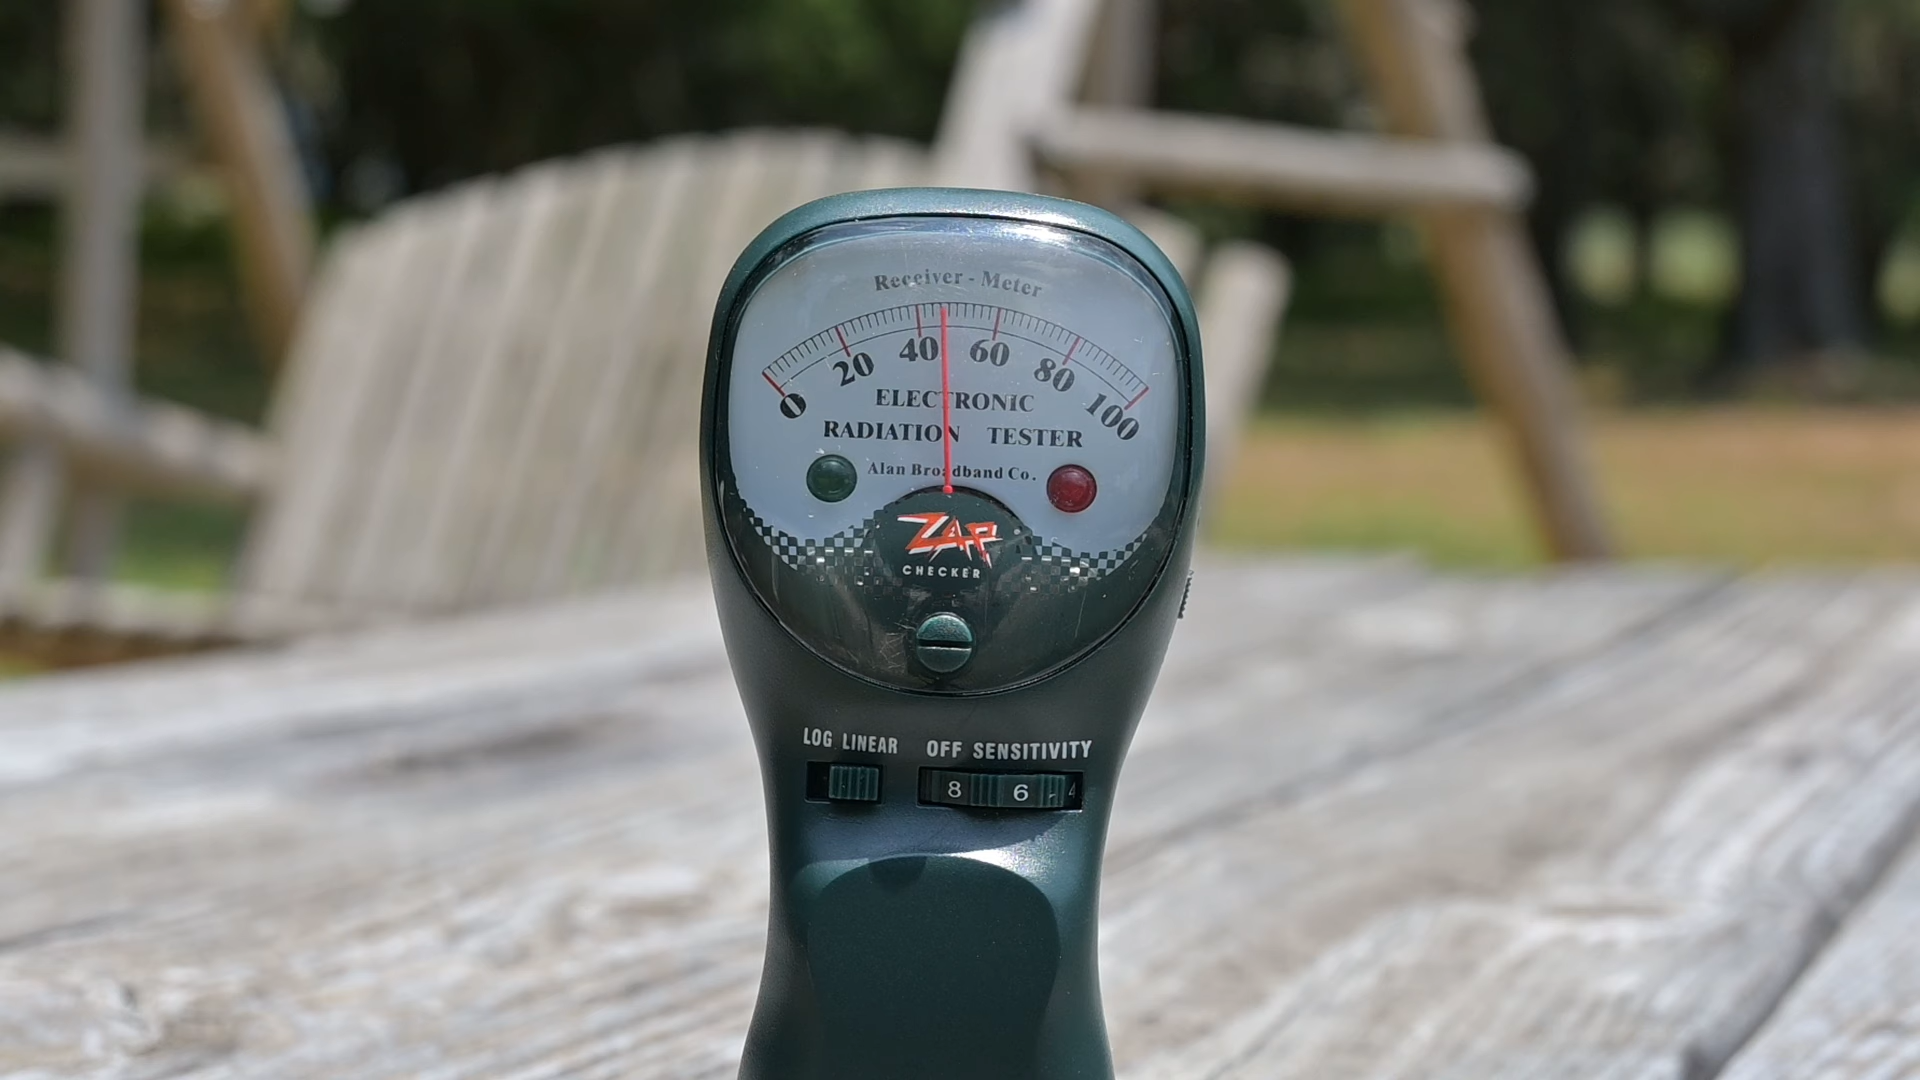 Receiver - Meter
0 20 40 60 80 100
ELECTRONIC
RADIATION TESTER
Alan Broadband Co.
ZAP
CHECKER
LOG LINEAR OFF SENSITIVITY
8 6 4